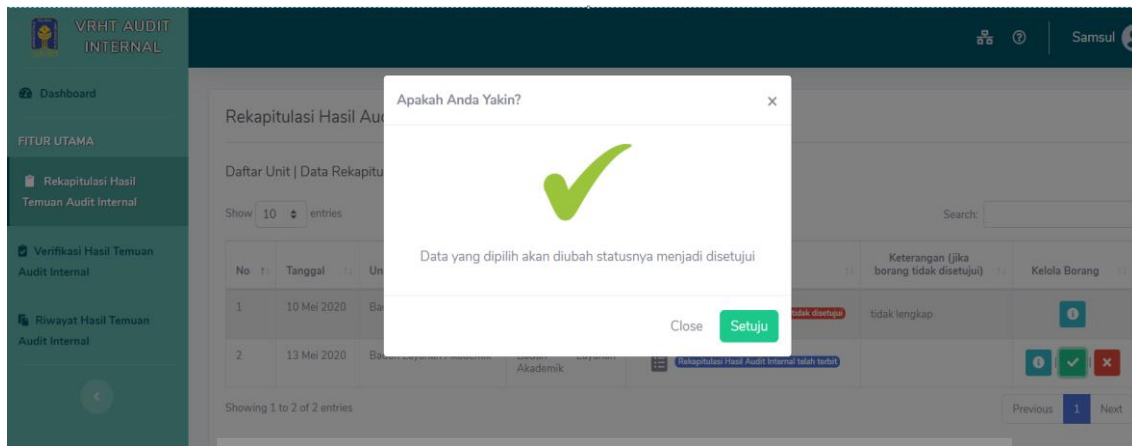 VRHT AUDIT
INTERNAL
Samsul
Dashboard
FITUR UTAMA
Rekapitulasi Hasil
Temuan Audit Internal
Verifikasi Hasil Temuan
Audit Internal
Riwayat Hasil Temuan
Audit Internal
Rekapitulasi Hasil
Daftar Unit | Data
Show 10 entries
Search:
Apakah Anda Yakin?
Data yang dipilih akan diubah statusnya menjadi disetujui
Close Setuju
No Tanggal Keterangan (jika
borang tidak disetujui) Kelola Borang
1 10 Mei 2020 tidak disetujui tidak lengkap
2 13 Mei 2020 Layanan
Akademik Rekapitulasi Hasil Audit Internal telah terbit
Showing 1 to 2 of 2 entries
Previous 1 Next